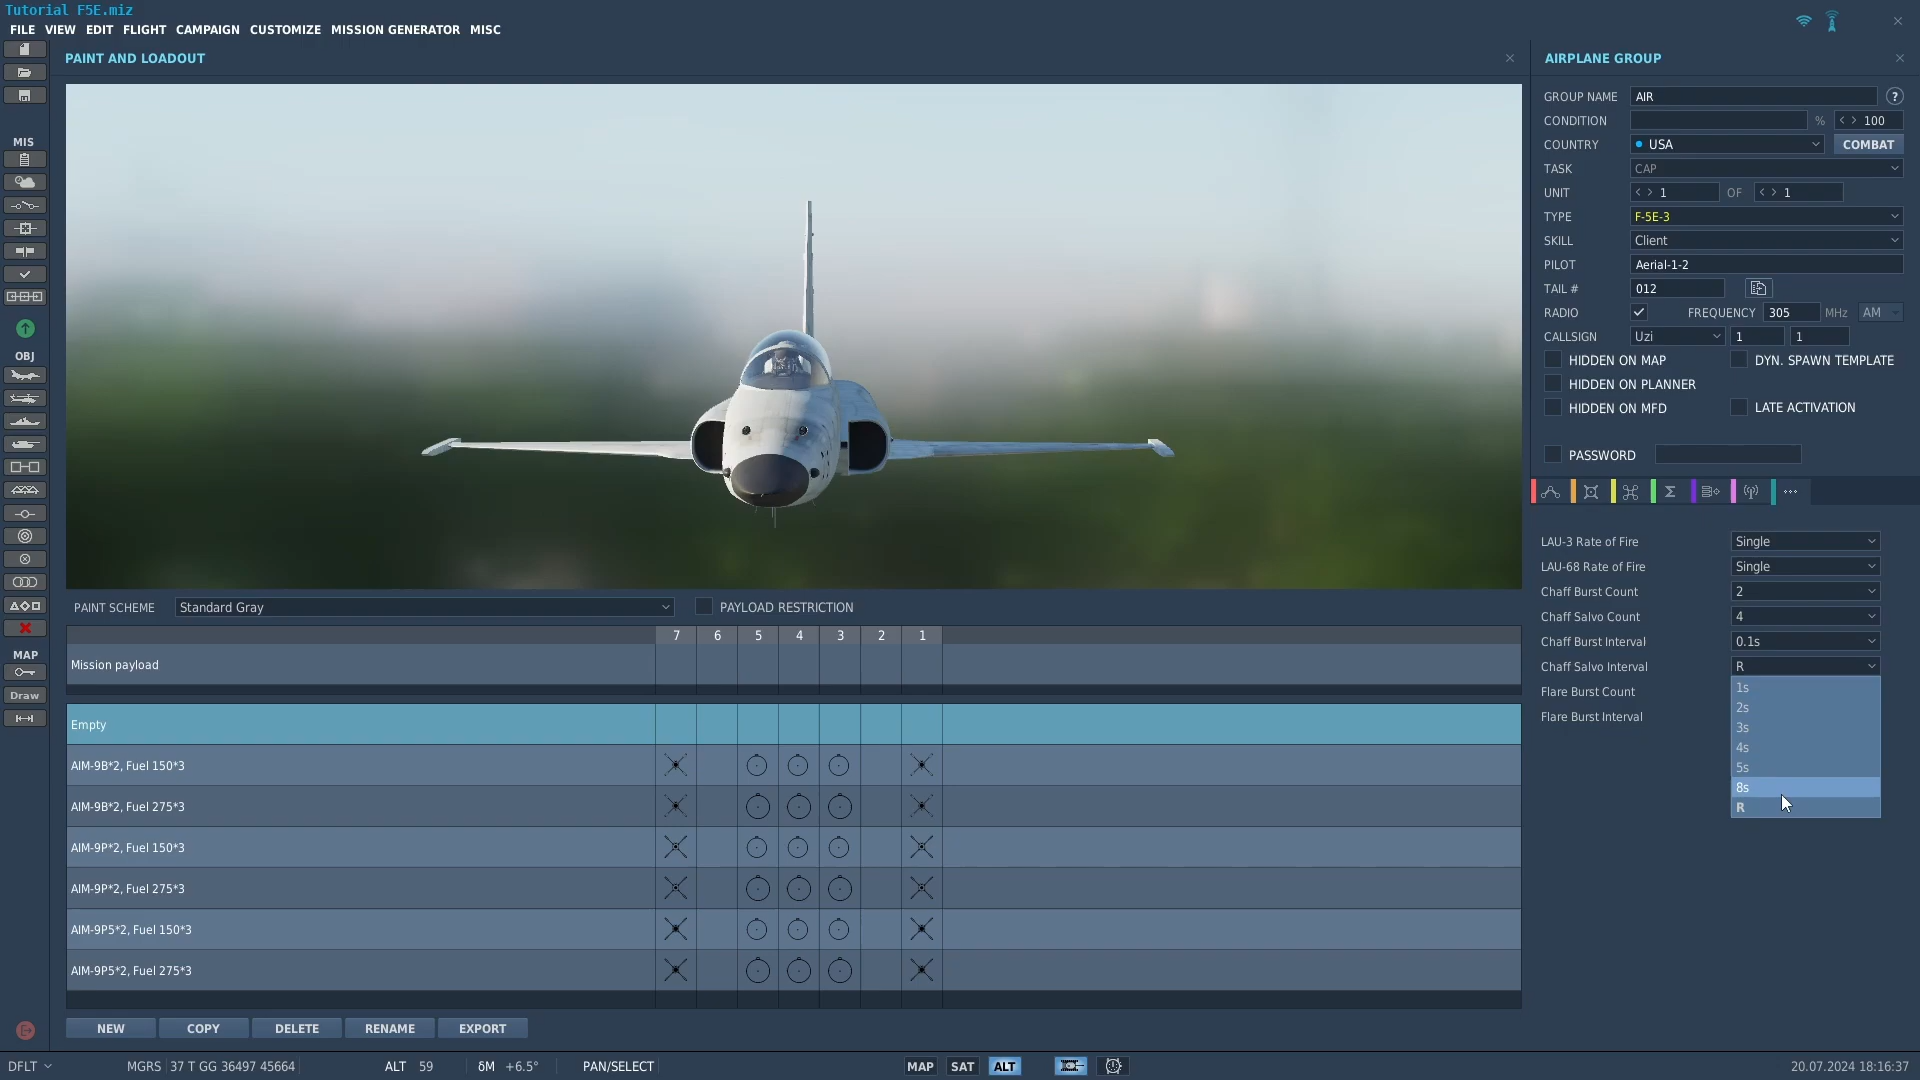 Tutorial F5E.miz
FILE VIEW EDIT FLIGHT CAMPAIGN CUSTOMIZE MISSION GENERATOR MISC
PAINT AND LOADOUT
AIRPLANE GROUP
GROUP NAME AIR ?
CONDITION % < > 100
COUNTRY USA COMBAT
TASK CAP
UNIT < > 1 OF < > 1
TYPE F-5E-3
SKILL Client
PILOT Aerial-1-2
TAIL # 012
RADIO FREQUENCY 305 MHz AM
CALLSIGN Uzi 1 1
HIDDEN ON MAP DYN. SPAWN TEMPLATE
HIDDEN ON PLANNER
HIDDEN ON MFD LATE ACTIVATION
PASSWORD
LAU-3 Rate of Fire Single
LAU-68 Rate of Fire Single
Chaff Burst Count 2
Chaff Salvo Count 4
Chaff Burst Interval 0.1s
Chaff Salvo Interval R
Flare Burst Count
Flare Burst Interval
1s
2s
3s
4s
5s
8s
R
MIS
OBJ
MAP
Draw
PAINT SCHEME Standard Gray PAYLOAD RESTRICTION
7 6 5 4 3 2 1
Mission payload
Empty
AIM-9B*2, Fuel 150*3
AIM-9B*2, Fuel 275*3
AIM-9P*2, Fuel 150*3
AIM-9P*2, Fuel 275*3
AIM-9P5*2, Fuel 150*3
AIM-9P5*2, Fuel 275*3
NEW COPY DELETE RENAME EXPORT
DFLT MGRS 37 T GG 36497 45664 ALT 59 δM +6.5° PAN/SELECT MAP SAT ALT 20.07.2024 18:16:37